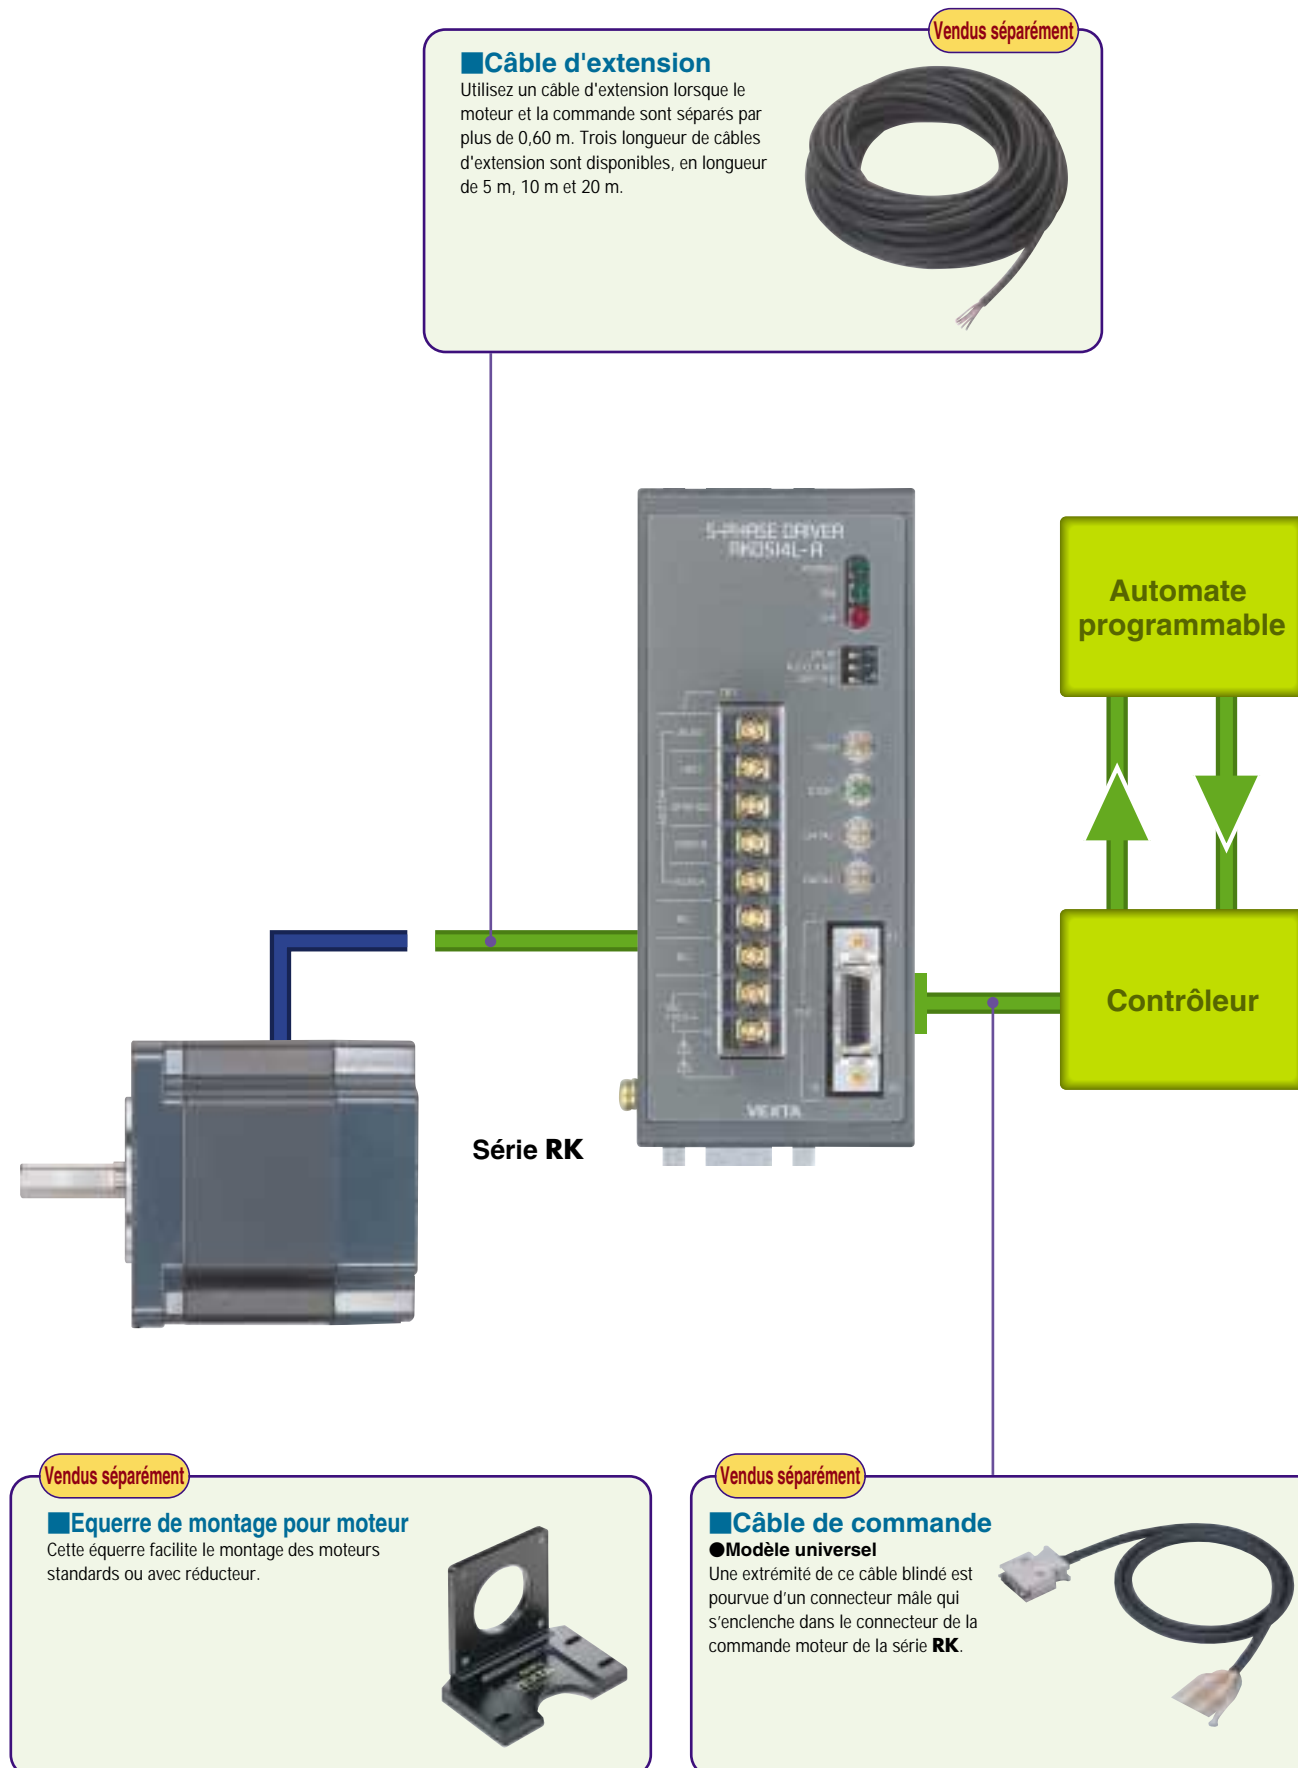 Vendus séparément
■Câble d'extension
Utilisez un câble d'extension lorsque le
moteur et la commande sont séparés par
plus de 0,60 m. Trois longueur de câbles
d'extension sont disponibles, en longueur
de 5 m, 10 m et 20 m.
5-PHASE DRIVER
RKD514L-A
Automate
programmable
Contrôleur
VEXTA
Série RK
Vendus séparément
■Equerre de montage pour moteur
Cette équerre facilite le montage des moteurs
standards ou avec réducteur.
Vendus séparément
■Câble de commande
●Modèle universel
Une extrémité de ce câble blindé est
pourvue d’un connecteur mâle qui
s’enclenche dans le connecteur de la
commande moteur de la série RK.